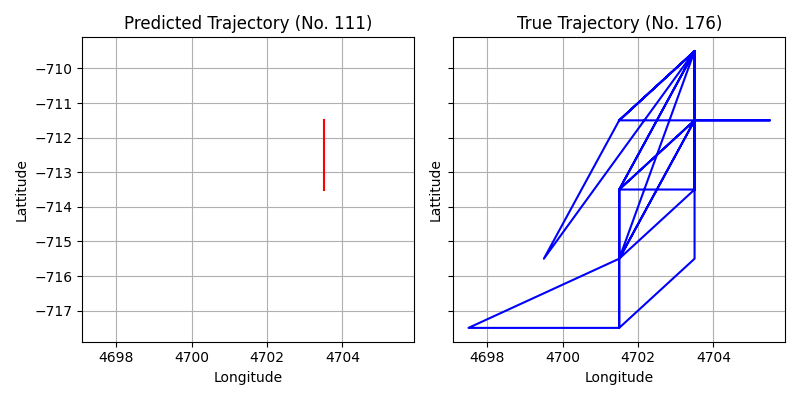 Predicted Trajectory (No. 111)
True Trajectory (No. 176)
Lattitude
−710
−711
−712
−713
−714
−715
−716
−717
4698
4700
4702
4704
Longitude
Lattitude
4698
4700
4702
4704
Longitude